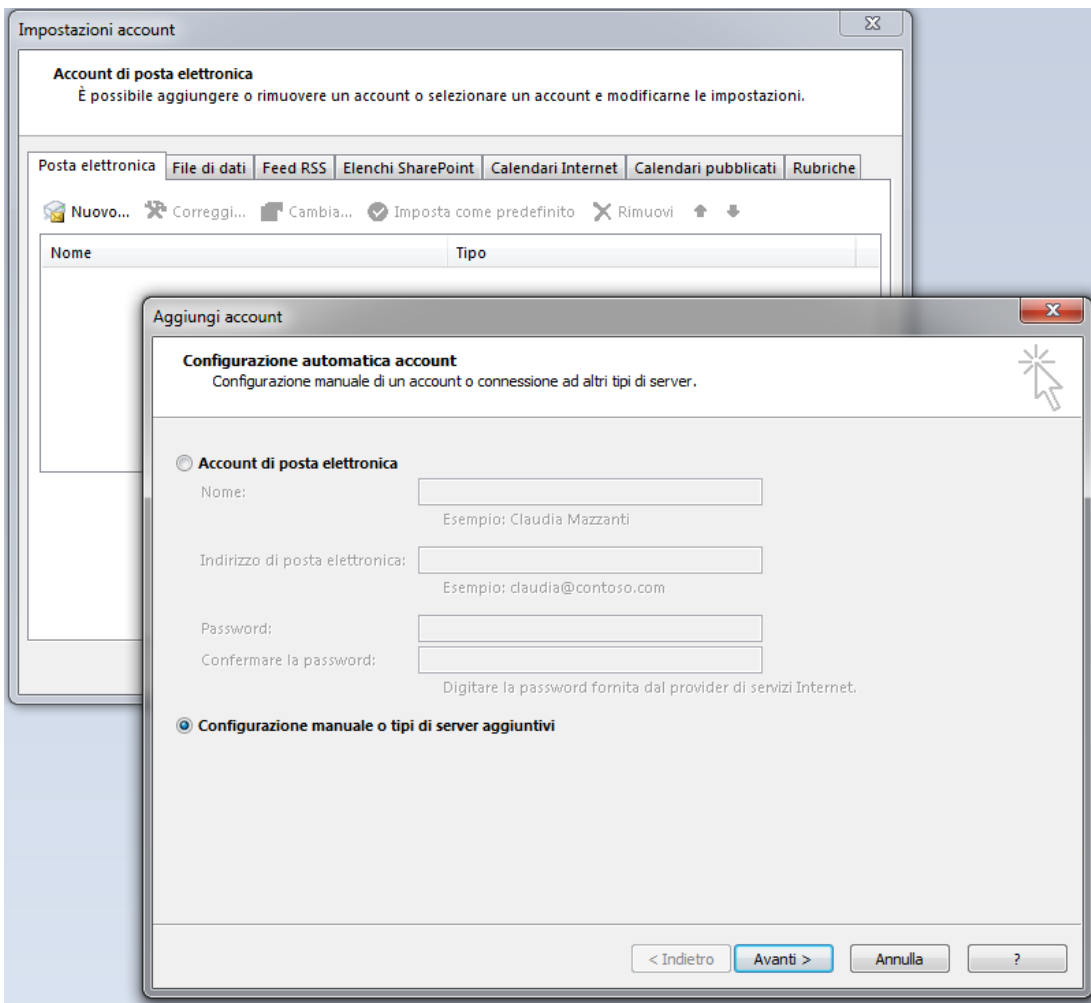 Impostazioni account
Account di posta elettronica
È possibile aggiungere o rimuovere un account o selezionare un account e modificarne le impostazioni.
Posta elettronica File di dati Feed RSS Elenchi SharePoint Calendari Internet Calendari pubblicati Rubriche
Nuovo... Correggi... Cambia... Imposta come predefinito Rimuovi
Nome Tipo
Aggiungi account
Configurazione automatica account
Configurazione manuale di un account o connessione ad altri tipi di server.
Account di posta elettronica
Nome:
Esempio: Claudia Mazzanti
Indirizzo di posta elettronica:
Esempio: claudia@contoso.com
Password:
Confermare la password:
Digitare la password fornita dal provider di servizi Internet.
Configurazione manuale o tipi di server aggiuntivi
< Indietro Avanti > Annulla ?